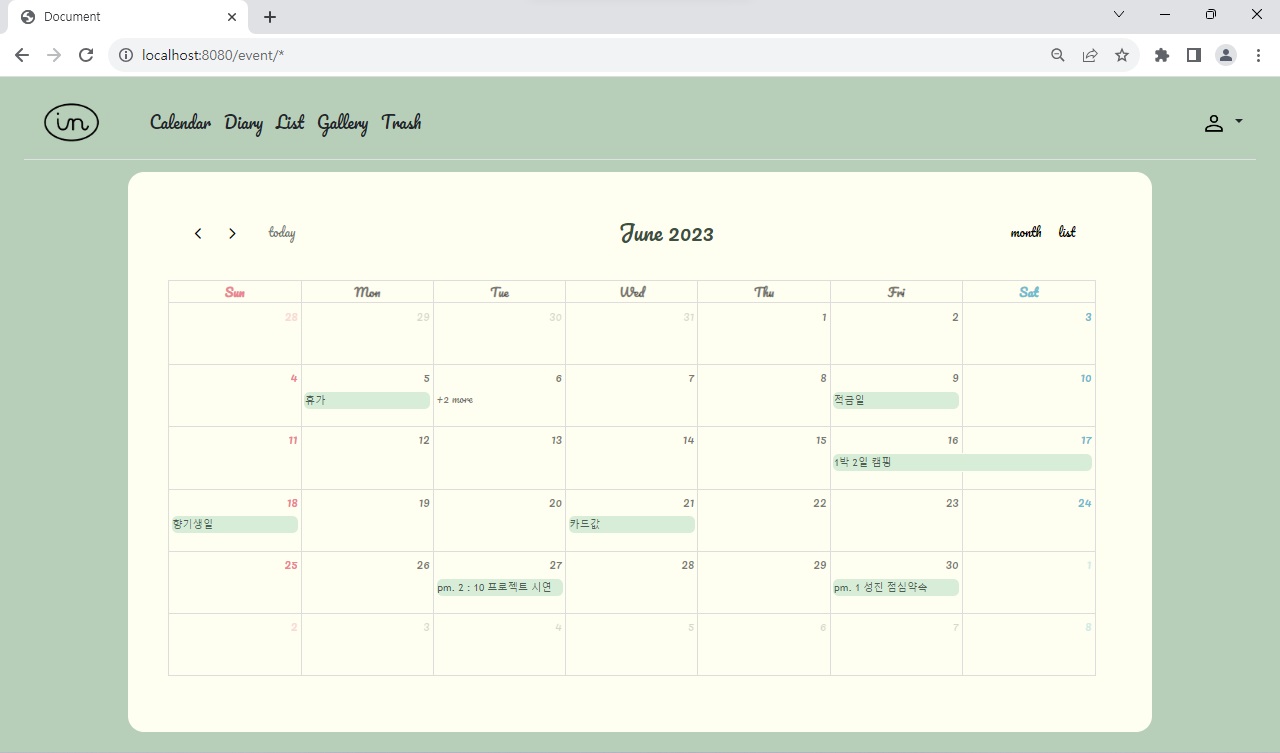 Document
localhost:8080/event/*
in
Calendar Diary List Gallery Trash
today
June 2023
month list
Sun Mon Tue Wed Thu Fri Sat
28 29 30 31 1 2 3
4 5 6 7 8 9 10
휴가 +2 more 적금일
11 12 13 14 15 16 17
1박 2일 캠핑
18 19 20 21 22 23 24
향기생일 카드값
25 26 27 28 29 30 1
pm. 2 : 10 프로젝트 시연 pm. 1 성진 점심약속
2 3 4 5 6 7 8